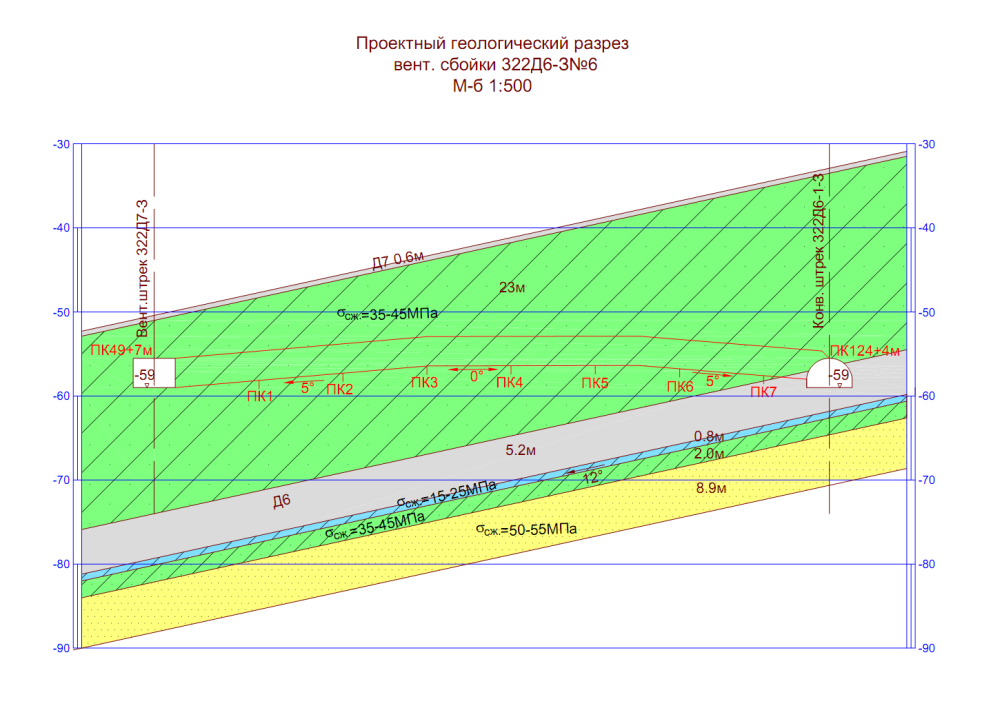 Проектный геологический разрез
вент. сбойки 322Д6-З№6
М-б 1:500
-30
-30
Вент.штрек 322Д7-З
Конв. штрек 322Д6-1-З
-40
-40
Д7 0.6м
23м
-50
σсж.=35-45МПа
-50
ПК49+7м
ПК124+4м
-59
-59
ПК1
5°
ПК2
ПК3
0°
ПК4
ПК5
ПК6
5°
ПК7
-60
-60
0.8м
5.2м
2.0м
-70
12°
-70
8.9м
Д6
σсж.=15-25МПа
σсж.=35-45МПа
σсж.=50-55МПа
-80
-80
-90
-90